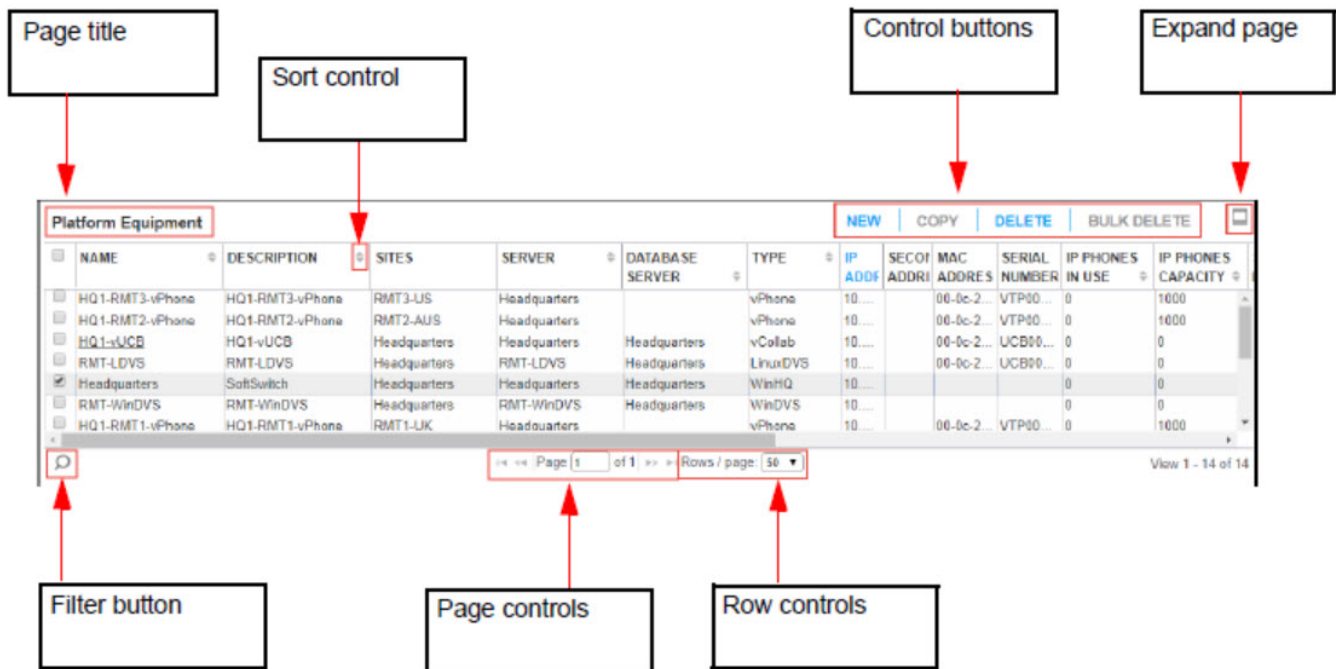 Page title
Control buttons
Expand page
Sort control
Platform Equipment NEW COPY DELETE BULK DELETE
NAME DESCRIPTION SITES SERVER DATABASE SERVER TYPE IP ADDR SECON ADDRI MAC ADDRES SERIAL NUMBER IP PHONES IN USE IP PHONES CAPACITY
HQ1-RMT3-vPhone HQ1-RMT3-vPhone RMT3-US Headquarters vPhone 10.... 00-0c-2... VTP00... 0 1000
HQ1-RMT2-vPhone HQ1-RMT2-vPhone RMT2-AUS Headquarters vPhone 10.... 00-0c-2... VTP00... 0 1000
HQ1-vUCB HQ1-vUCB Headquarters Headquarters Headquarters vCollab 10.... 00-0c-2... UCB00... 0 0
RMT-LDVS RMT-LDVS Headquarters RMT-LDVS Headquarters LinuxDVS 10.... 00-0c-2... UCB00... 0 0
Headquarters SoftSwitch Headquarters Headquarters Headquarters WinHQ 10.... 0 0
RMT-WinDVS RMT-WinDVS Headquarters RMT-WinDVS Headquarters WinDVS 10.... 0 0
HQ1-RMT1-vPhone HQ1-RMT1-vPhone RMT1-UK Headquarters vPhone 10.... 00-0c-2... VTP00... 0 1000
Page 1 of 1 Rows / page: 50 View 1 - 14 of 14
Filter button
Page controls
Row controls